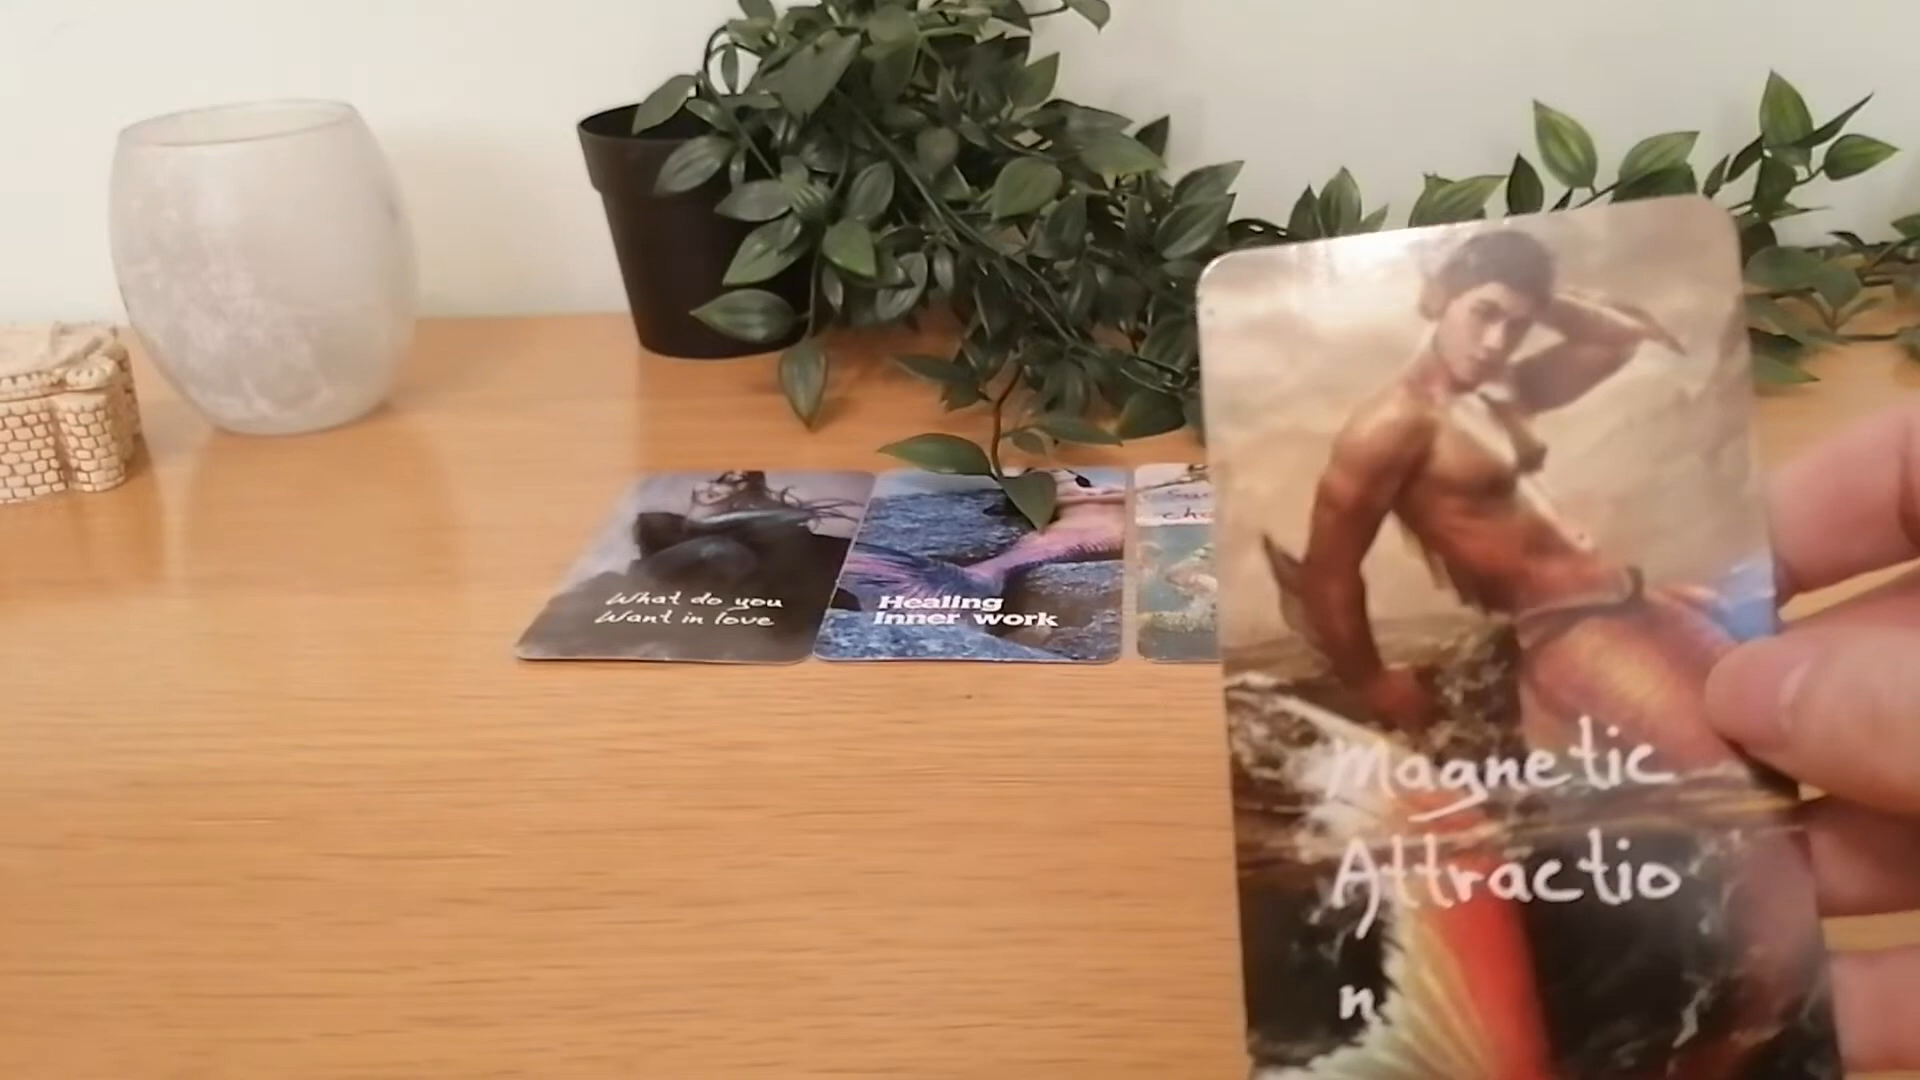 What do you
Want in love
Healing
Inner work
Magnetic
Attractio
n